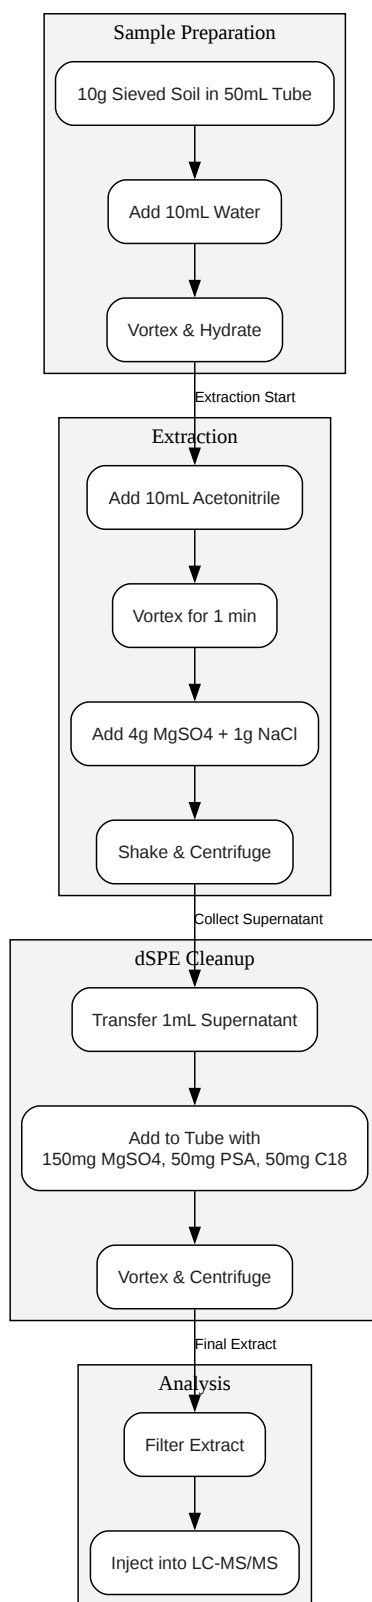 Sample Preparation
10g Sieved Soil in 50mL Tube
Add 10mL Water
Vortex & Hydrate
Extraction Start
Extraction
Add 10mL Acetonitrile
Vortex for 1 min
Add 4g MgSO4 + 1g NaCl
Shake & Centrifuge
Collect Supernatant
dSPE Cleanup
Transfer 1mL Supernatant
Add to Tube with
150mg MgSO4, 50mg PSA, 50mg C18
Vortex & Centrifuge
Final Extract
Analysis
Filter Extract
Inject into LC-MS/MS